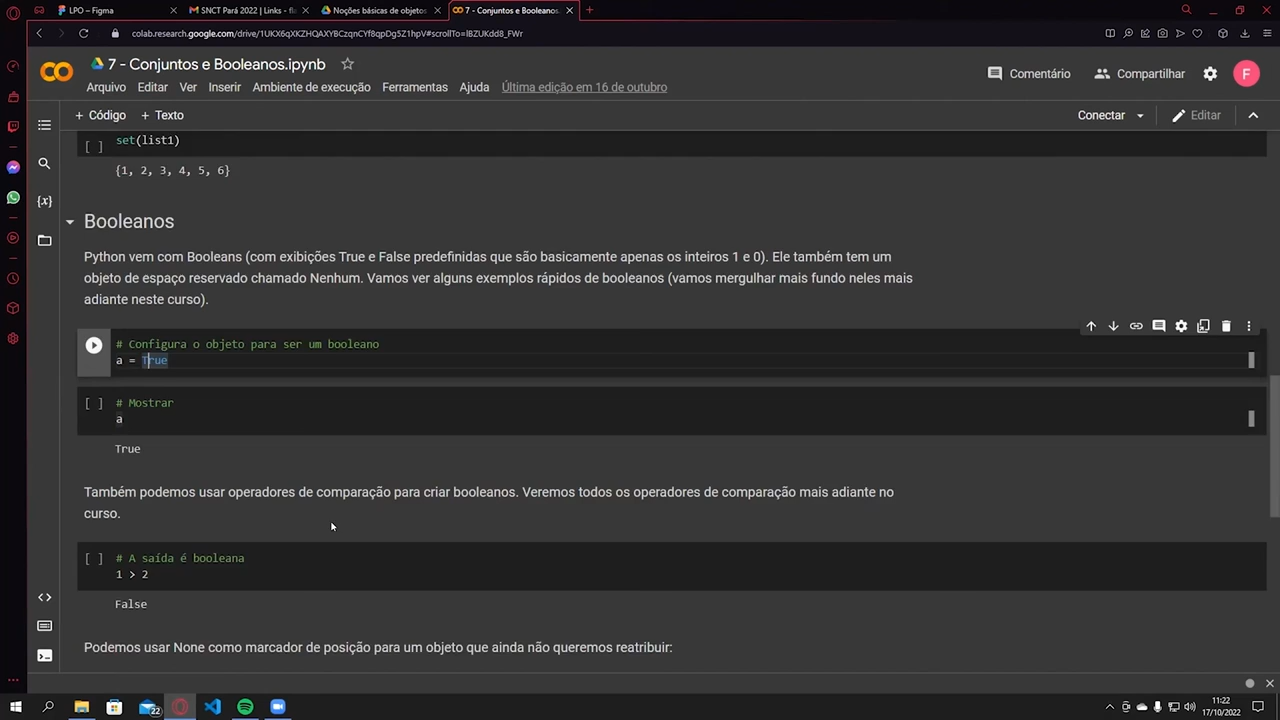 LPO – Figma
SNCT Pará 2022 | Links - fl
Noções básicas de objetos
7 - Conjuntos e Booleanos.
colab.research.google.com/drive/1UKX6qXKZHQAXYBCzqnCYf8qpDg5Z1hpV#scrollTo=lBZUKdd8_FWr
7 - Conjuntos e Booleanos.ipynb
Comentário
Compartilhar
F
Arquivo Editar Ver Inserir Ambiente de execução Ferramentas Ajuda Última edição em 16 de outubro
+ Código + Texto
Conectar
Editar
[ ] set(list1)
{1, 2, 3, 4, 5, 6}
Booleanos
Python vem com Booleans (com exibições True e False predefinidas que são basicamente apenas os inteiros 1 e 0). Ele também tem um
objeto de espaço reservado chamado Nenhum. Vamos ver alguns exemplos rápidos de booleanos (vamos mergulhar mais fundo neles mais
adiante neste curso).
# Configura o objeto para ser um booleano
a = True
[ ] # Mostrar
a
True
Também podemos usar operadores de comparação para criar booleanos. Veremos todos os operadores de comparação mais adiante no
curso.
[ ] # A saída é booleana
1 > 2
False
Podemos usar None como marcador de posição para um objeto que ainda não queremos reatribuir:
22
11:22
17/10/2022